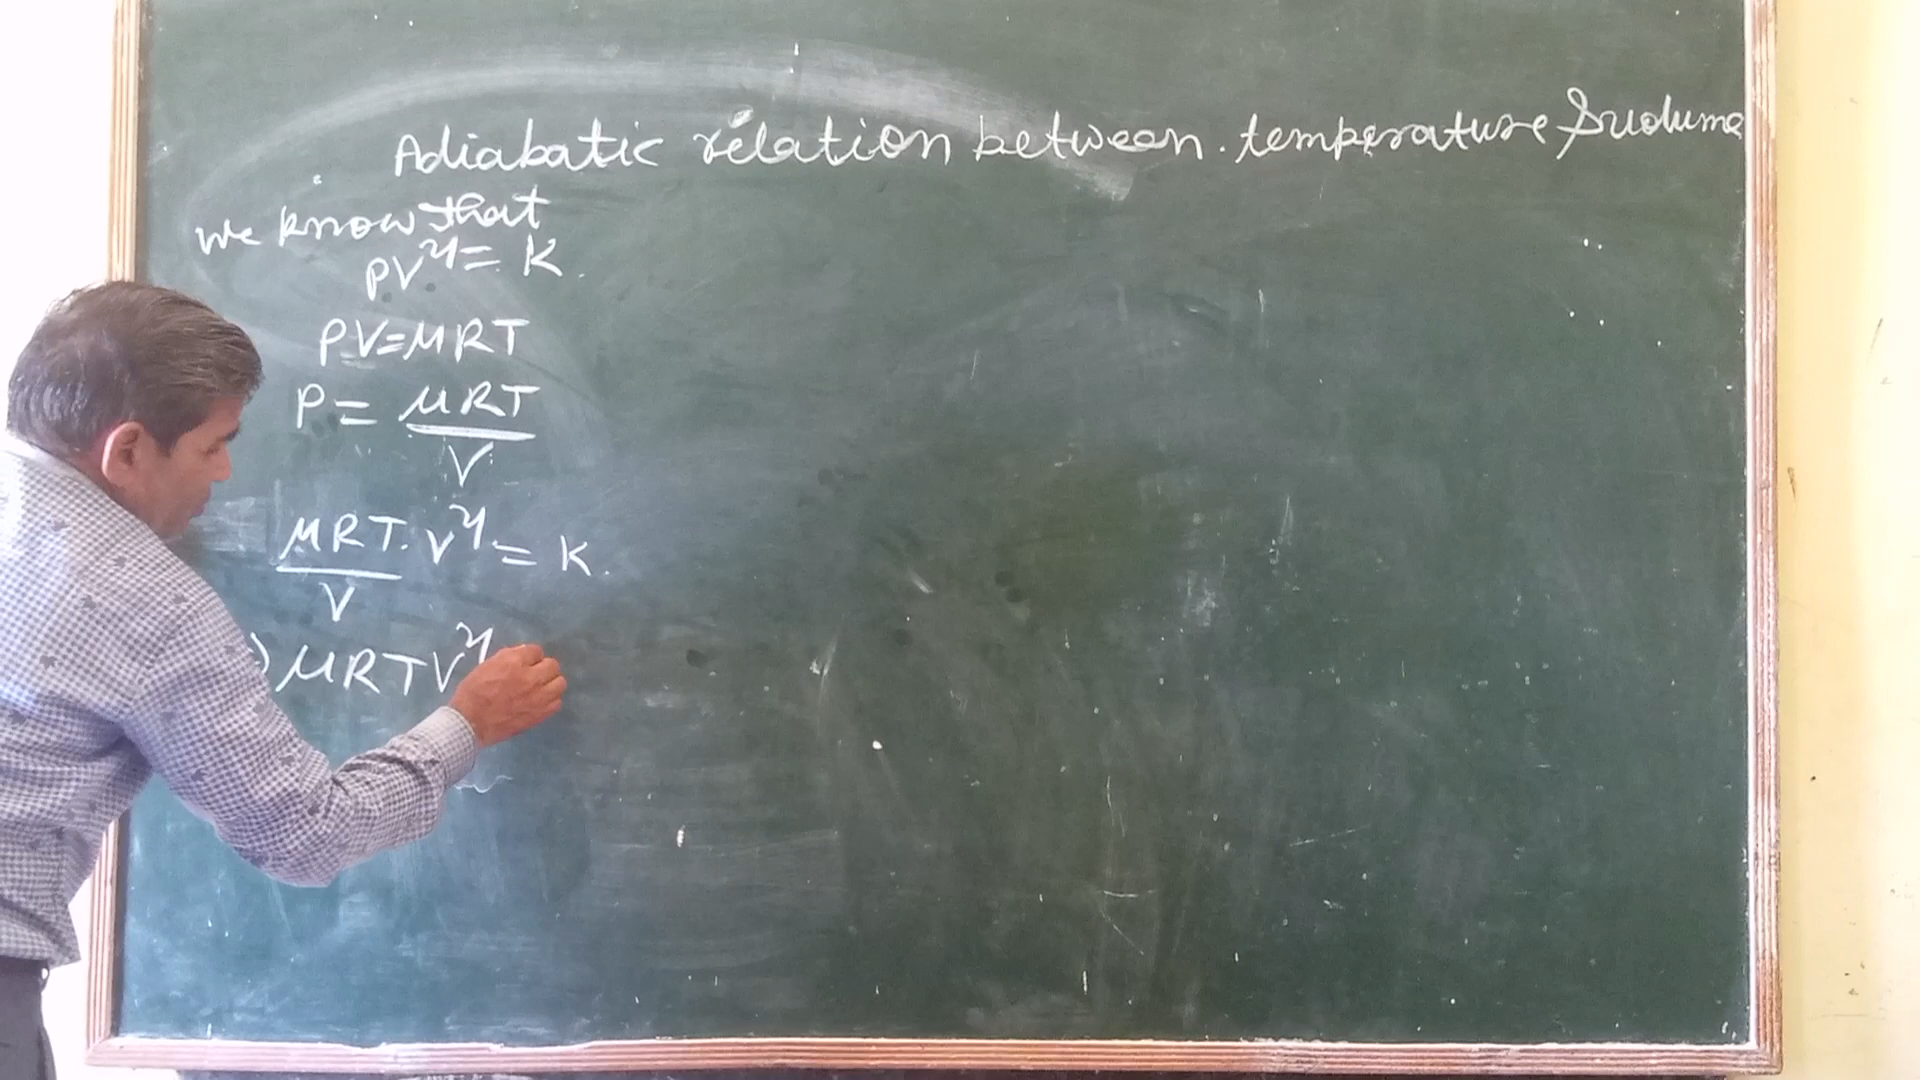 Adiabatic relation between temperature & volume
we know that
PV^γ = K.
PV = μRT
P = μRT / V
μRT / V . V^γ = K.
μRTV^γ